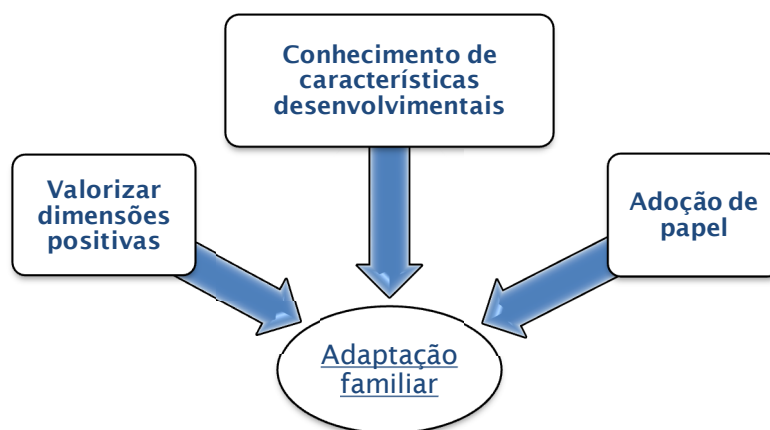 Conhecimento de
características
desenvolvimentais
Valorizar
dimensões
positivas
Adoção de
papel
Adaptação
familiar